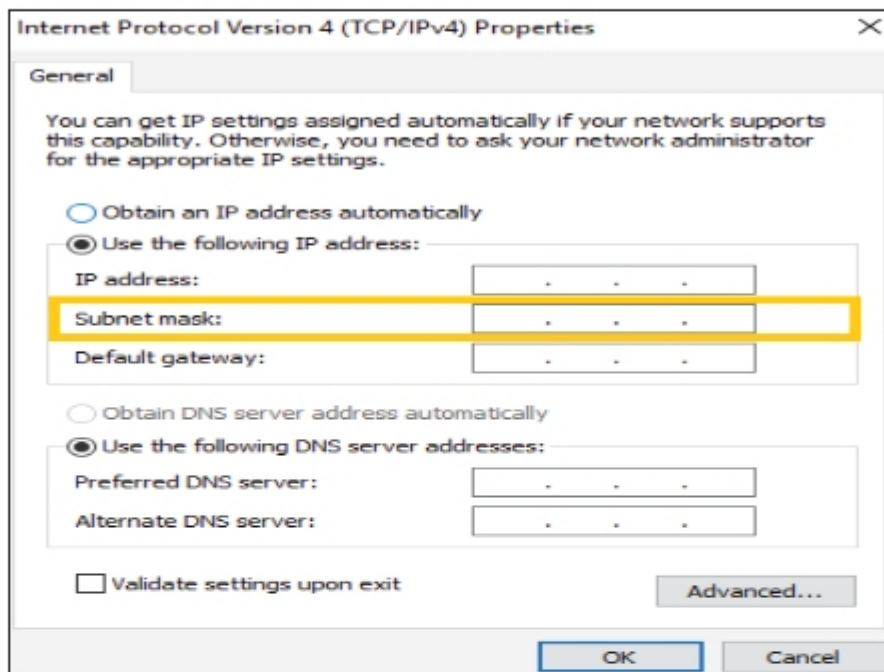 Internet Protocol Version 4 (TCP/IPv4) Properties
General
You can get IP settings assigned automatically if your network supports
this capability. Otherwise, you need to ask your network administrator
for the appropriate IP settings.
Obtain an IP address automatically
Use the following IP address:
IP address:
Subnet mask:
Default gateway:
Obtain DNS server address automatically
Use the following DNS server addresses:
Preferred DNS server:
Alternate DNS server:
Validate settings upon exit
Advanced...
OK
Cancel